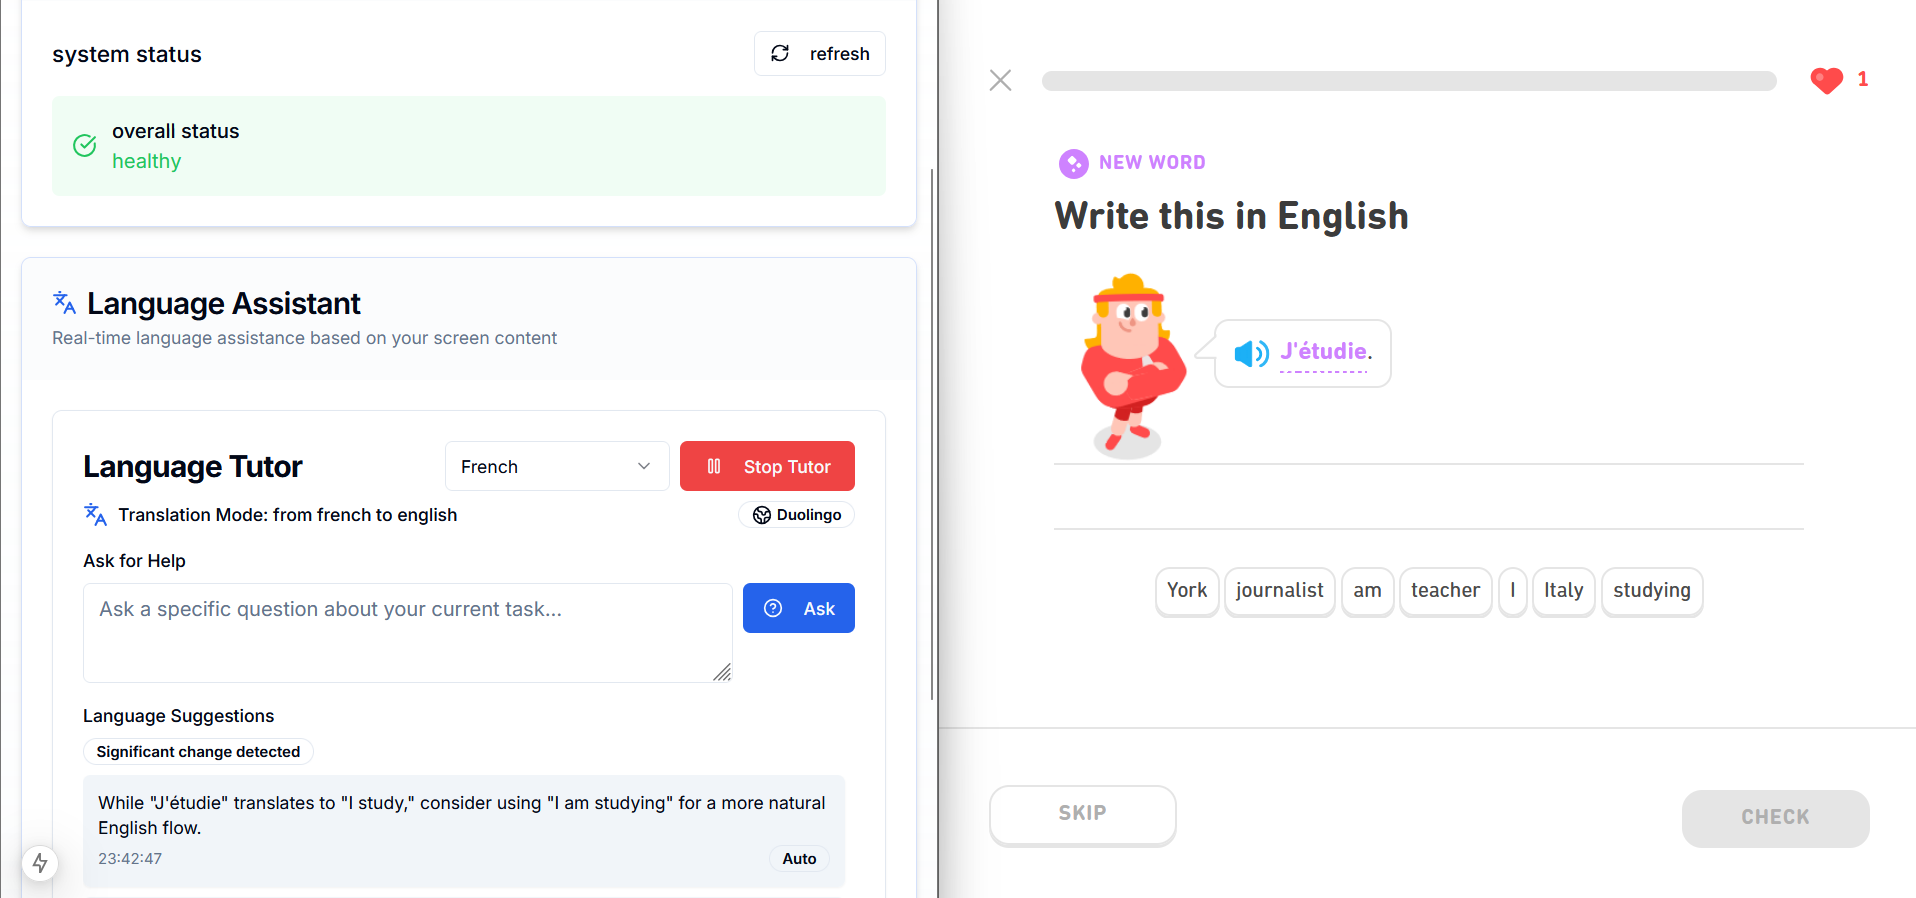 system status
refresh
overall status
healthy
Language Assistant
Real-time language assistance based on your screen content
Language Tutor
French
Stop Tutor
Translation Mode: from french to english
Duolingo
Ask for Help
Ask a specific question about your current task...
Ask
Language Suggestions
Significant change detected
While "J'étudie" translates to "I study," consider using "I am studying" for a more natural
English flow.
23:42:47
Auto
1
NEW WORD
Write this in English
J'étudie.
York journalist am teacher I Italy studying
SKIP
CHECK